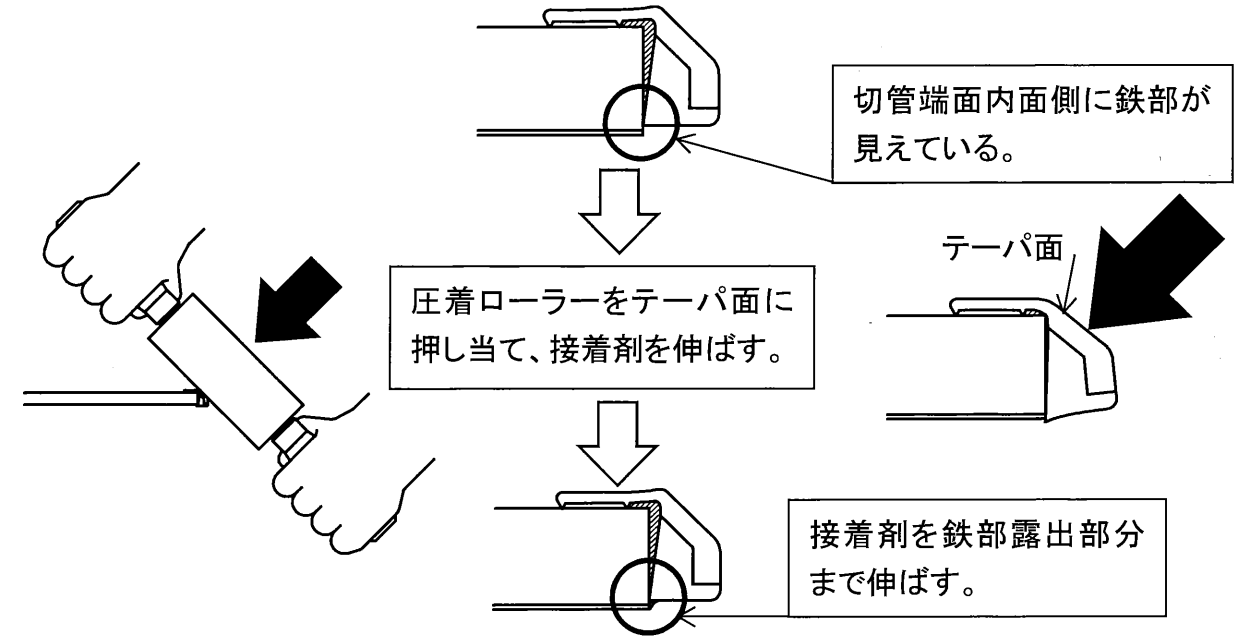 切管端面内面側に鉄部が
見えている。
テーパ面
圧着ローラーをテーパ面に
押し当て、接着剤を伸ばす。
接着剤を鉄部露出部分
まで伸ばす。